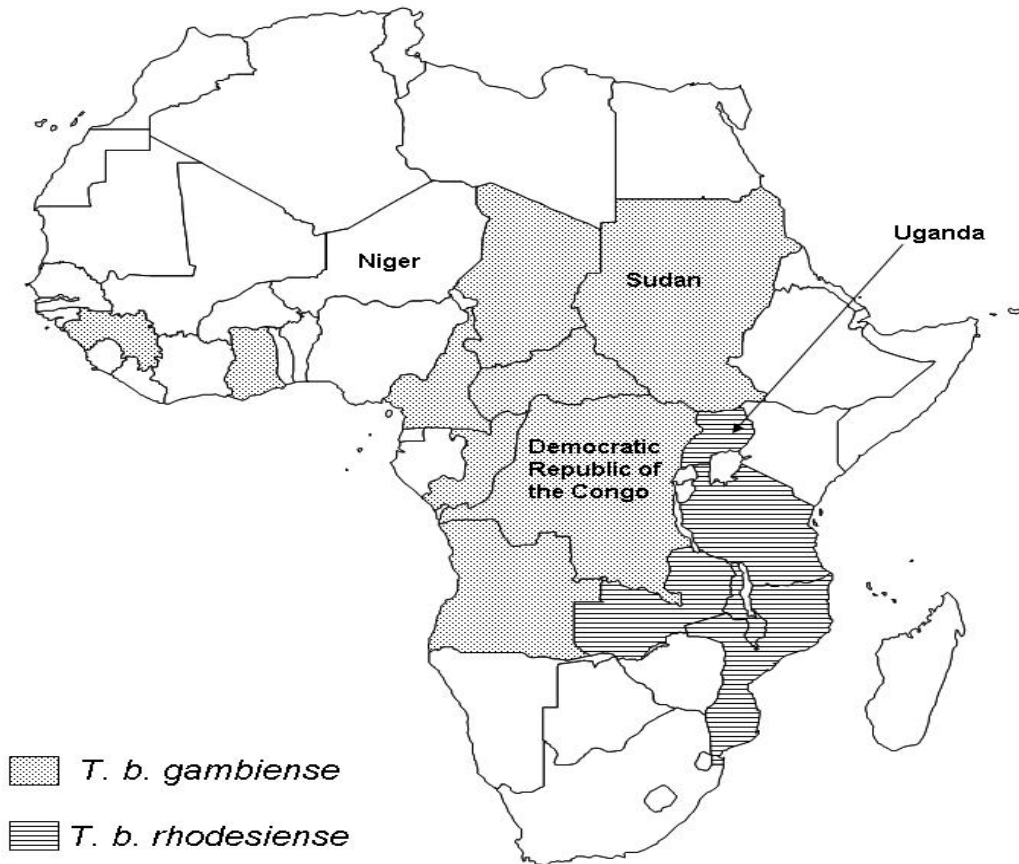 Uganda
Niger
Sudan
Democratic
Republic of
the Congo
T. b. gambiense
T. b. rhodesiense